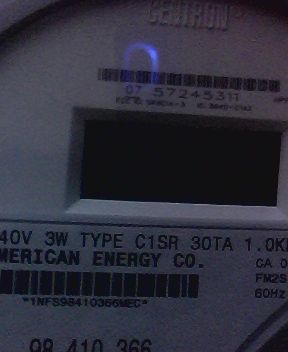 CENTRON
07 57245311
40V 3W TYPE C1SR 30TA 1.0K
MERICAN ENERGY CO.
CA 0
FM2S
60Hz
*1NFS98410366MEC*
98 410 366